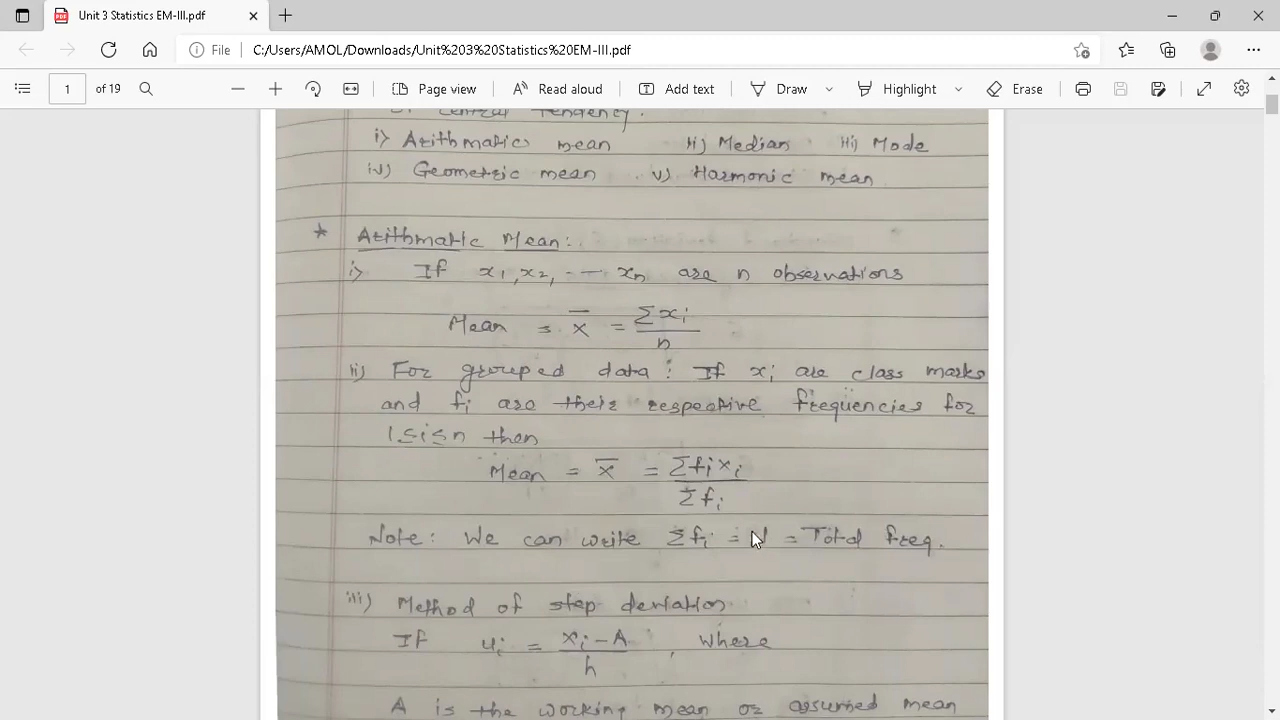 Unit 3 Statistics EM-III.pdf
File C:/Users/AMOL/Downloads/Unit%203%20Statistics%20EM-III.pdf
1 of 19 Page view Read aloud Add text Draw Highlight Erase
Central Tendency.
i) Arithmatic mean ii) Median iii) Mode
iv) Geometric mean v) Harmonic mean
* Arithmatic Mean:
i) If x₁, x₂, -- xₙ are n observations
Mean = x̄ = Σxᵢ / n
ii) For grouped data: If xᵢ are class marks
and fᵢ are their respective frequencies for
1≤i≤n then
Mean = x̄ = Σfᵢxᵢ / Σfᵢ
Note: We can write Σfᵢ = N = Total freq.
iii) Method of step deviation
If uᵢ = xᵢ-A / h , where
A is the working mean or assumed mean